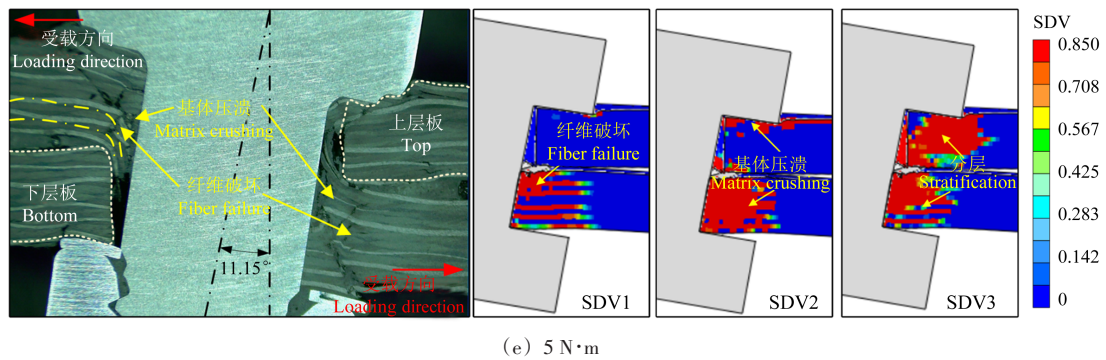 受载方向
Loading direction
基体压溃
Matrix crushing
上层板
Top
纤维破坏
Fiber failure
下层板
Bottom
11.15°
受载方向
Loading direction
纤维破坏
Fiber failure
SDV1
基体压溃
Matrix crushing
SDV2
分层
Stratification
SDV3
SDV
0.850
0.708
0.567
0.425
0.283
0.142
0
(e) 5 N·m